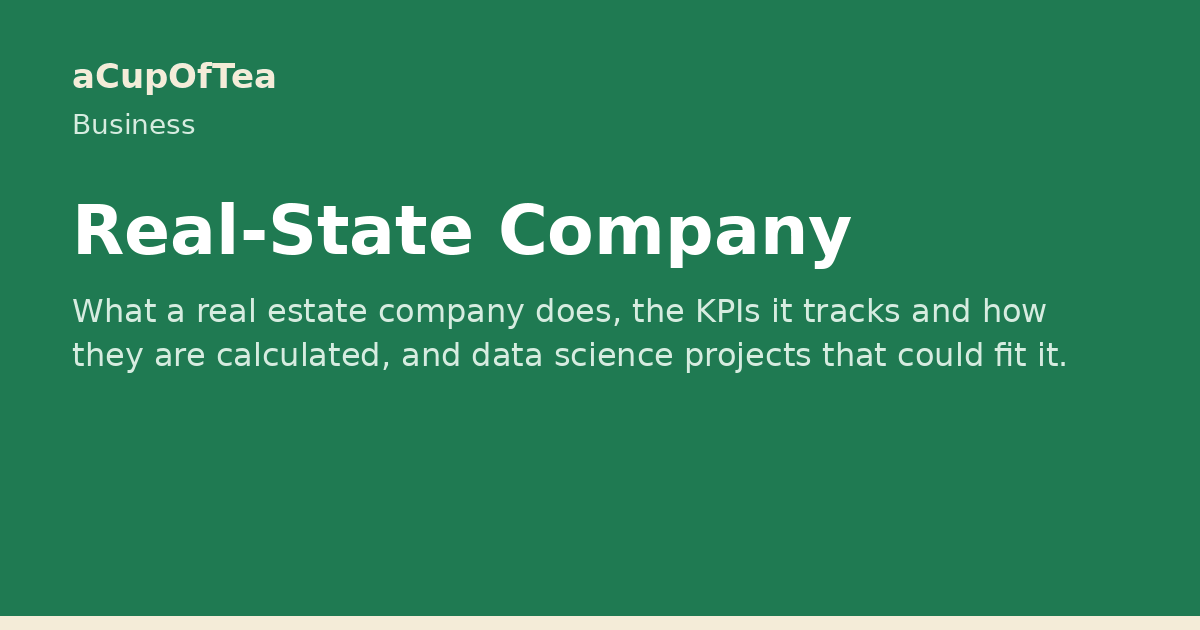 aCupOfTea
Business
Real-State Company
What a real estate company does, the KPIs it tracks and how
they are calculated, and data science projects that could fit it.